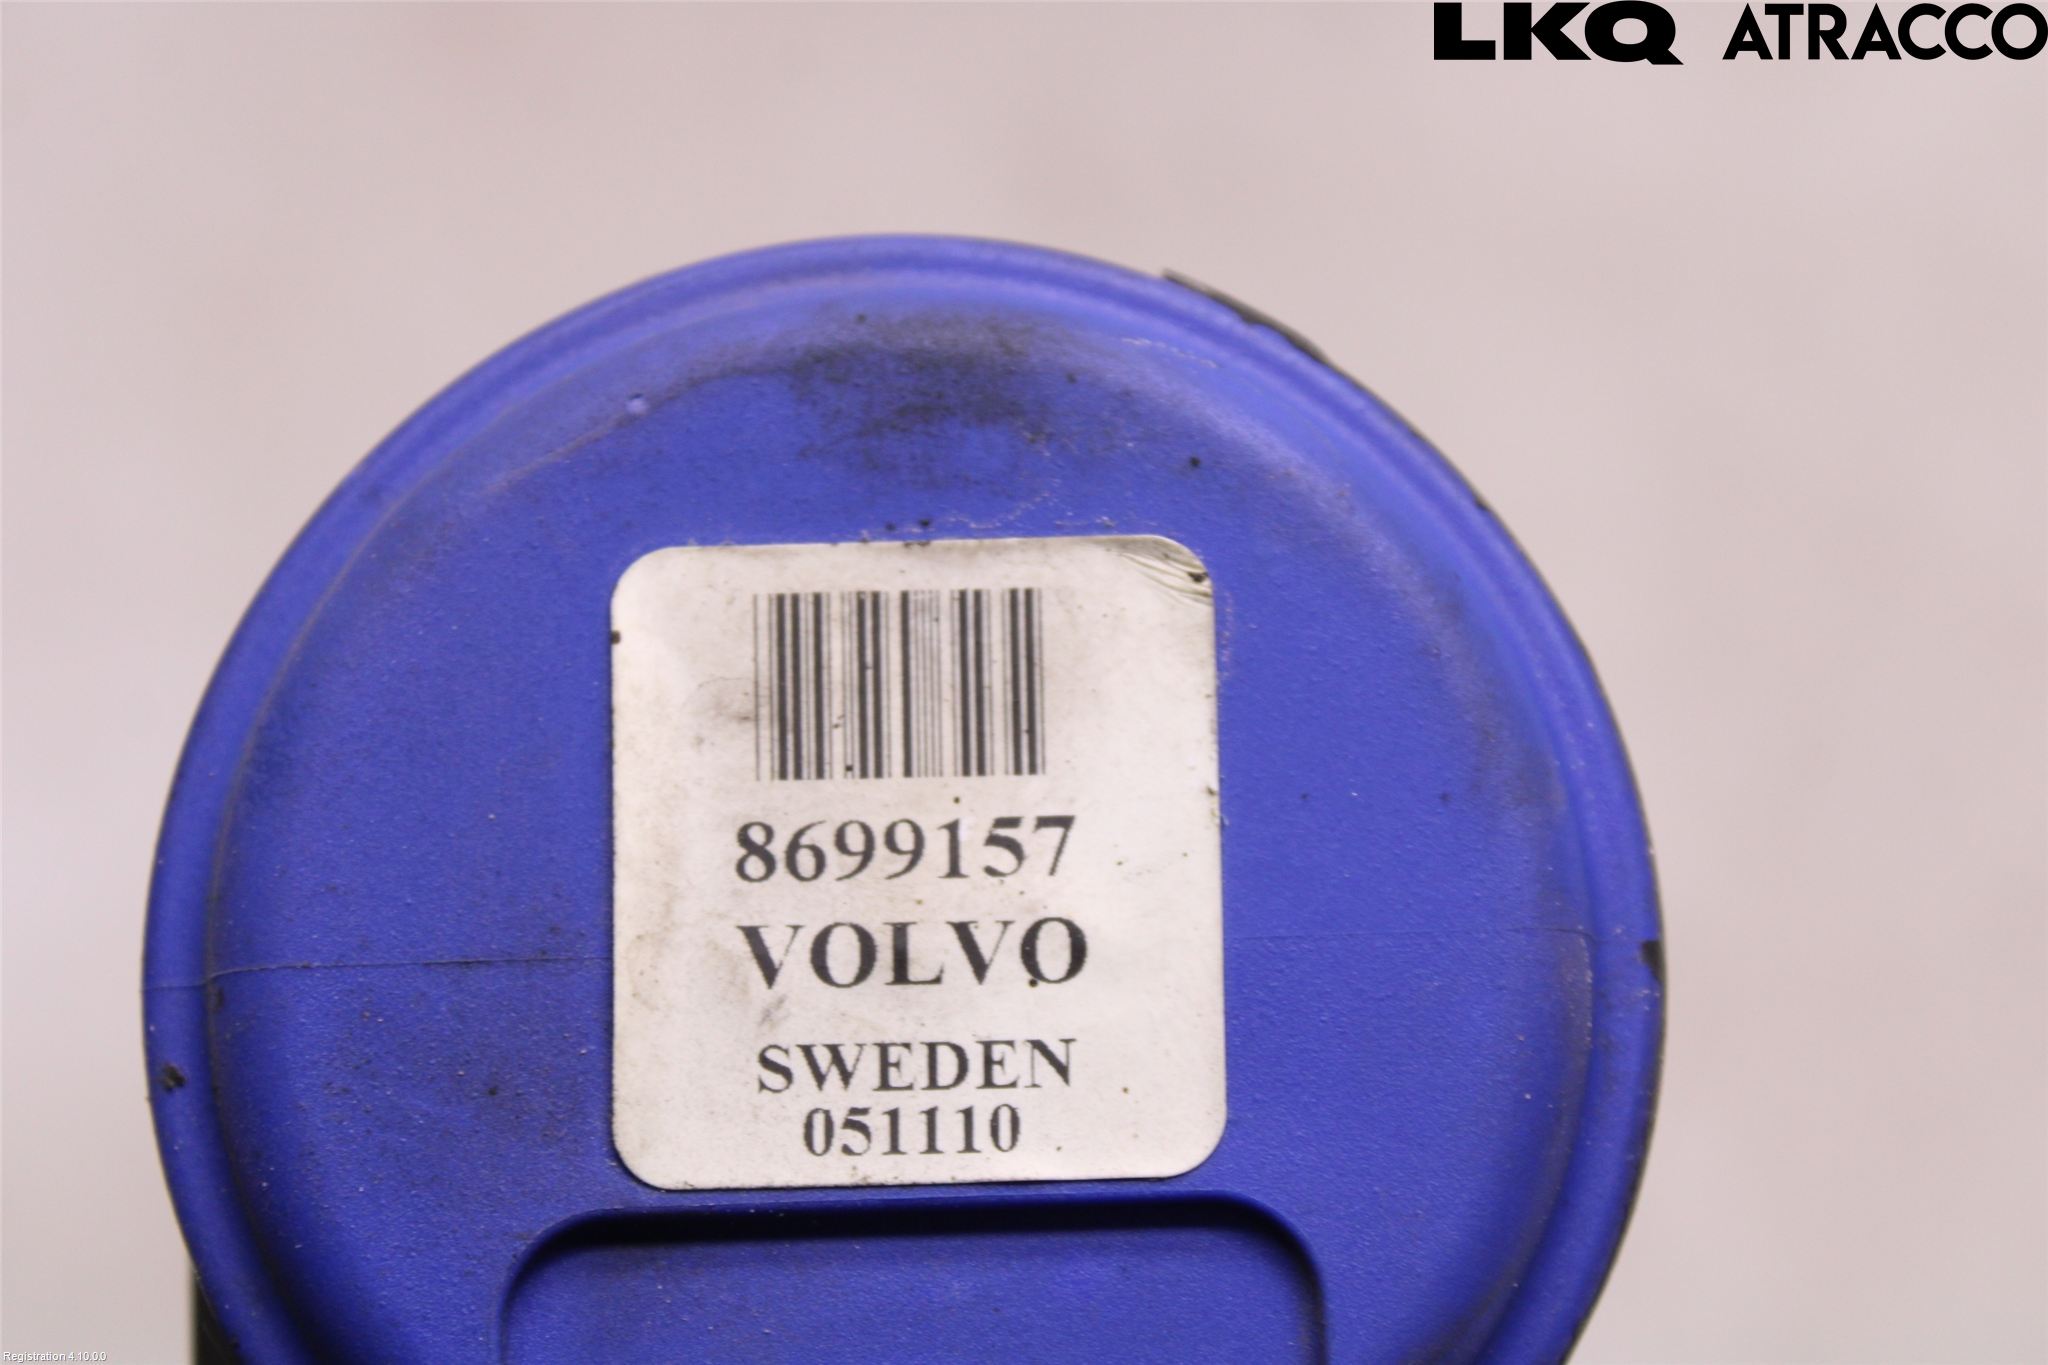 LKQ ATRACCO
8699157
VOLVO
SWEDEN
051110
Registration 4.10.0.0